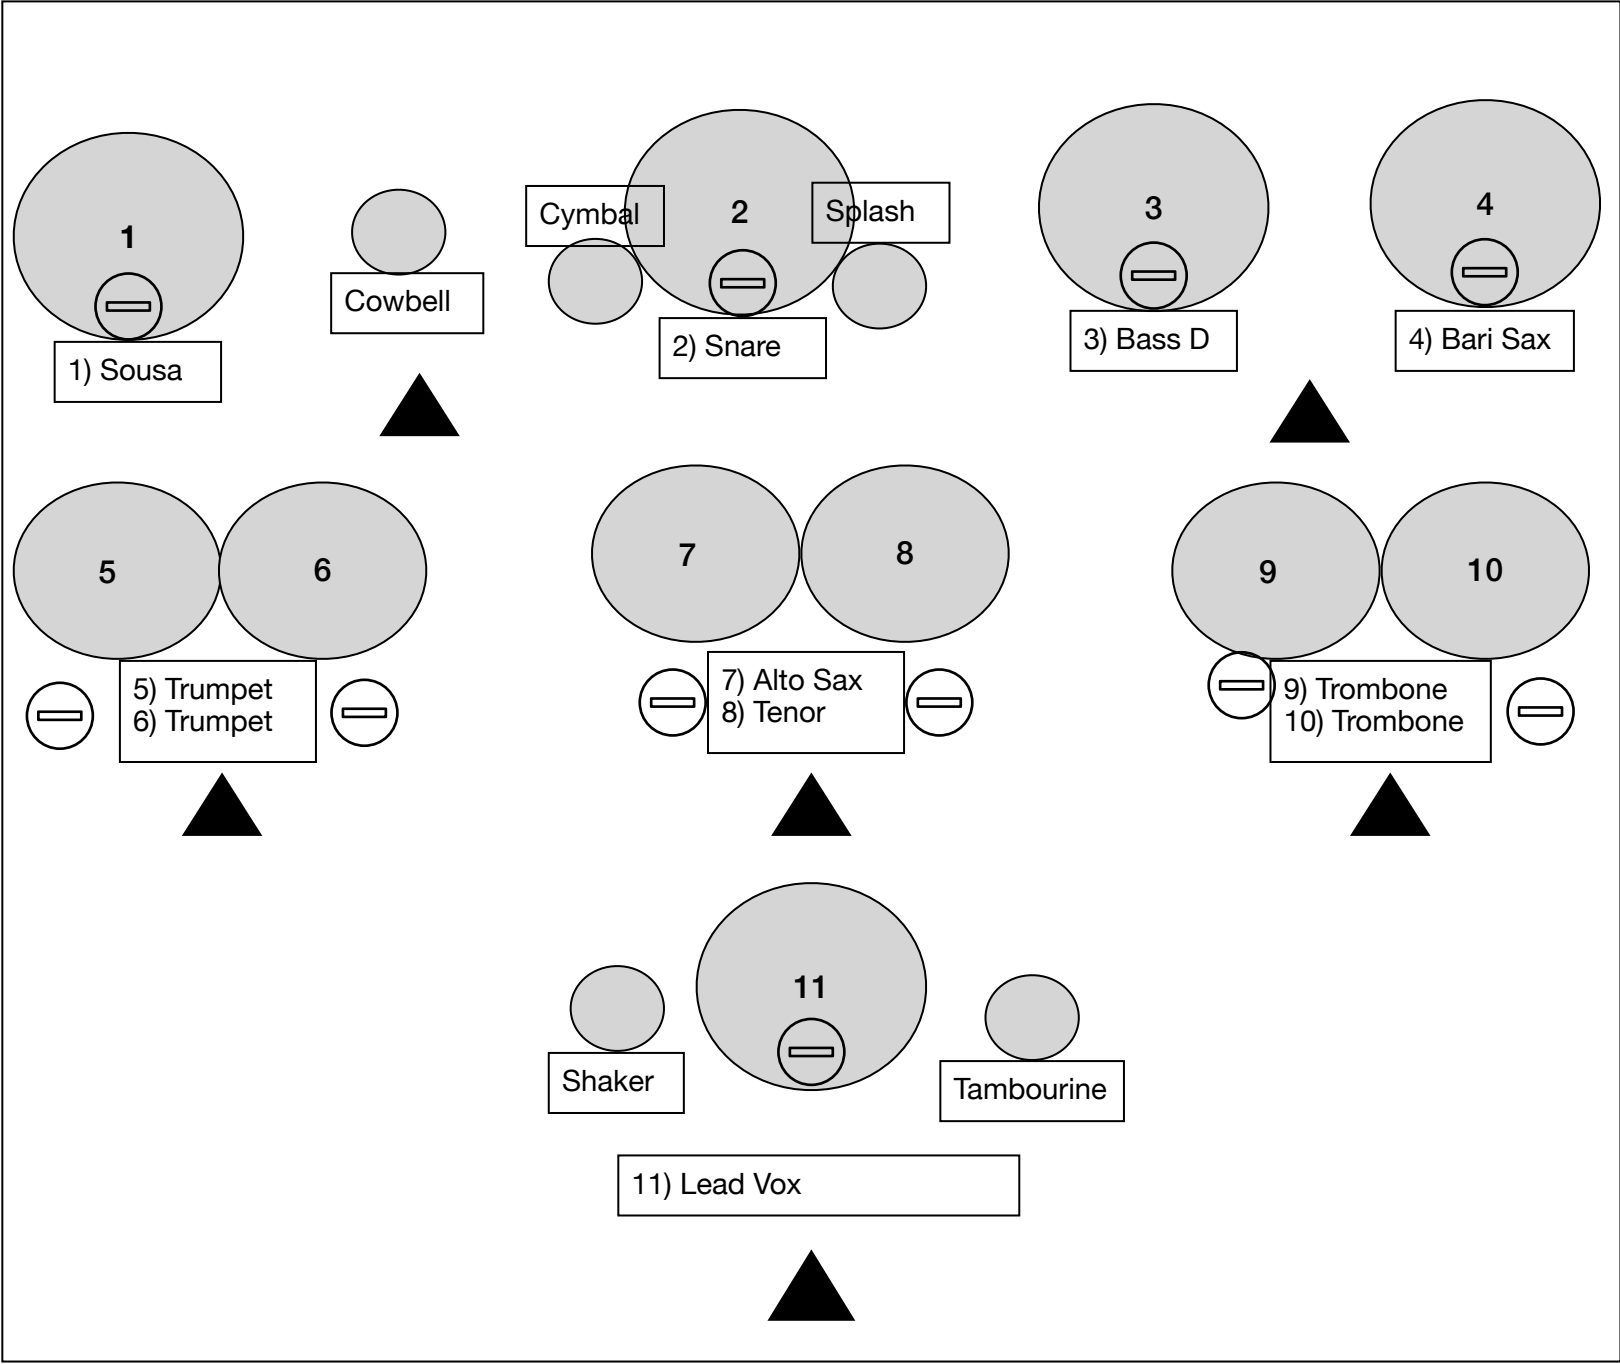 1
Cowbell
Cymbal
2
Splash
3
4
1) Sousa
2) Snare
3) Bass D
4) Bari Sax
5
6
7
8
9
10
5) Trumpet
6) Trumpet
7) Alto Sax
8) Tenor
9) Trombone
10) Trombone
11
Shaker
Tambourine
11) Lead Vox